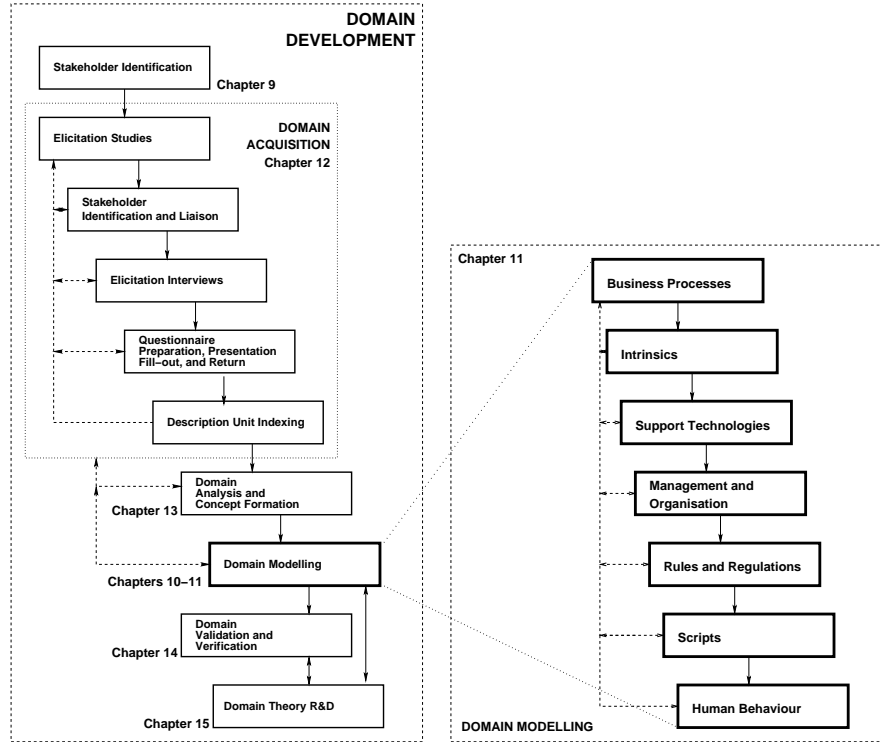 DOMAIN
DEVELOPMENT
Stakeholder Identification
Chapter 9
Elicitation Studies
DOMAIN
ACQUISITION
Chapter 12
Stakeholder
Identification and Liaison
Elicitation Interviews
Questionnaire
Preparation, Presentation
Fill−out, and Return
Description Unit Indexing
Domain
Analysis and
Concept Formation
Chapter 13
Domain Modelling
Chapters 10−11
Domain
Validation and
Verification
Chapter 14
Domain Theory R&D
Chapter 15
Chapter 11
Business Processes
Intrinsics
Support Technologies
Management and
Organisation
Rules and Regulations
Scripts
Human Behaviour
DOMAIN MODELLING